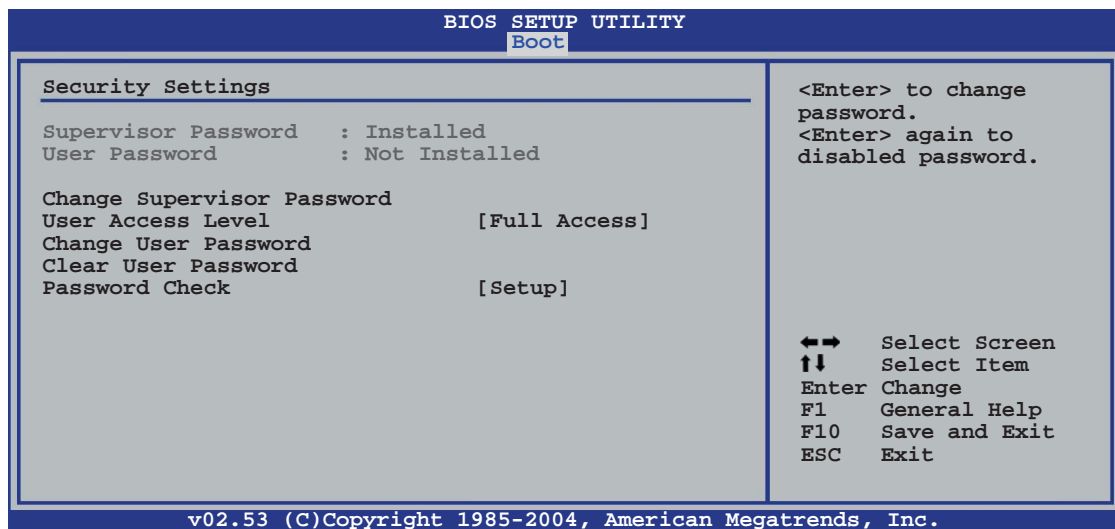 BIOS SETUP UTILITY
Boot
Security Settings
Supervisor Password : Installed
User Password : Not Installed
Change Supervisor Password
User Access Level [Full Access]
Change User Password
Clear User Password
Password Check [Setup]
<Enter> to change
password.
<Enter> again to
disabled password.
←→ Select Screen
↑↓ Select Item
Enter Change
F1 General Help
F10 Save and Exit
ESC Exit
v02.53 (C)Copyright 1985-2004, American Megatrends, Inc.